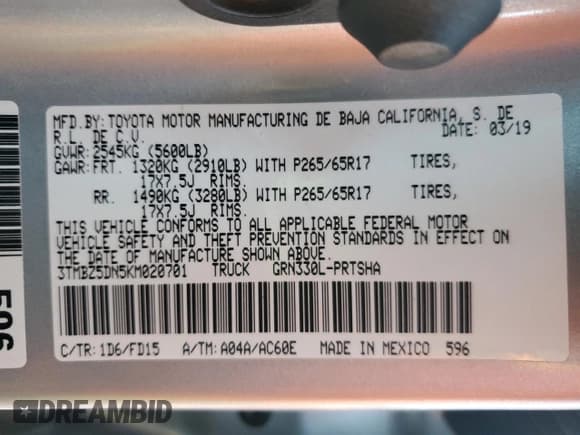 MFD.BY: TOYOTA MOTOR MANUFACTURING DE BAJA CALIFORNIA, S. DE
R.L. DE C.V.
DATE: 03/19
GVWR: 2545KG (5600LB)
GAWR: FRT. 1320KG (2910LB) WITH P265/65R17 TIRES,
17X7.5J RIMS.
RR. 1490KG (3280LB) WITH P265/65R17 TIRES,
17X7.5J RIMS.
THIS VEHICLE CONFORMS TO ALL APPLICABLE FEDERAL MOTOR
VEHICLE SAFETY AND THEFT PREVENTION STANDARDS IN EFFECT ON
THE DATE OF MANUFACTURE SHOWN ABOVE.
3TMBZ5DN5KM020701 TRUCK GRN330L-PRTSHA
C/TR: 1D6/FD15 A/TM: A04A/AC60E MADE IN MEXICO 596
506
DREAMBID